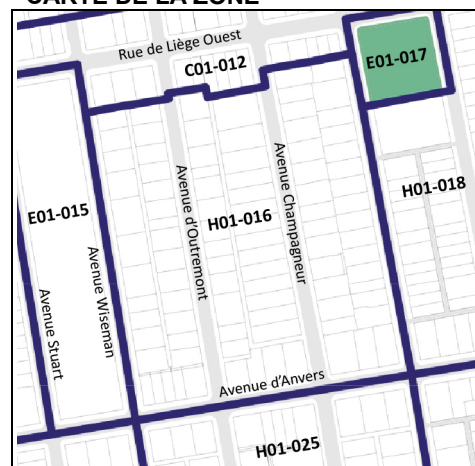 CARTE DE LA ZONE
Rue de Liège Ouest
C01-012
E01-017
E01-015
Avenue d'Outremont
H01-016
Avenue Champagneur
H01-018
Avenue Stuart
Avenue Wiseman
Avenue d'Anvers
H01-025